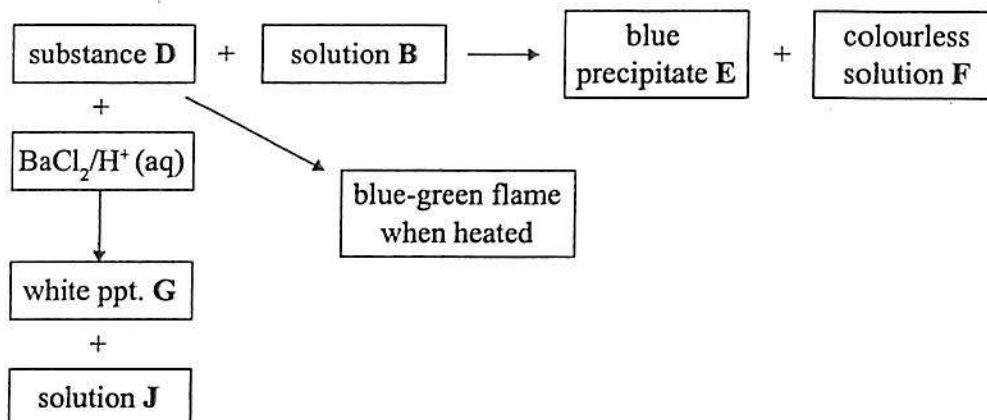 substance D + solution B → blue precipitate E + colourless solution F
+
BaCl₂/H⁺ (aq)
blue-green flame
when heated
white ppt. G
+
solution J